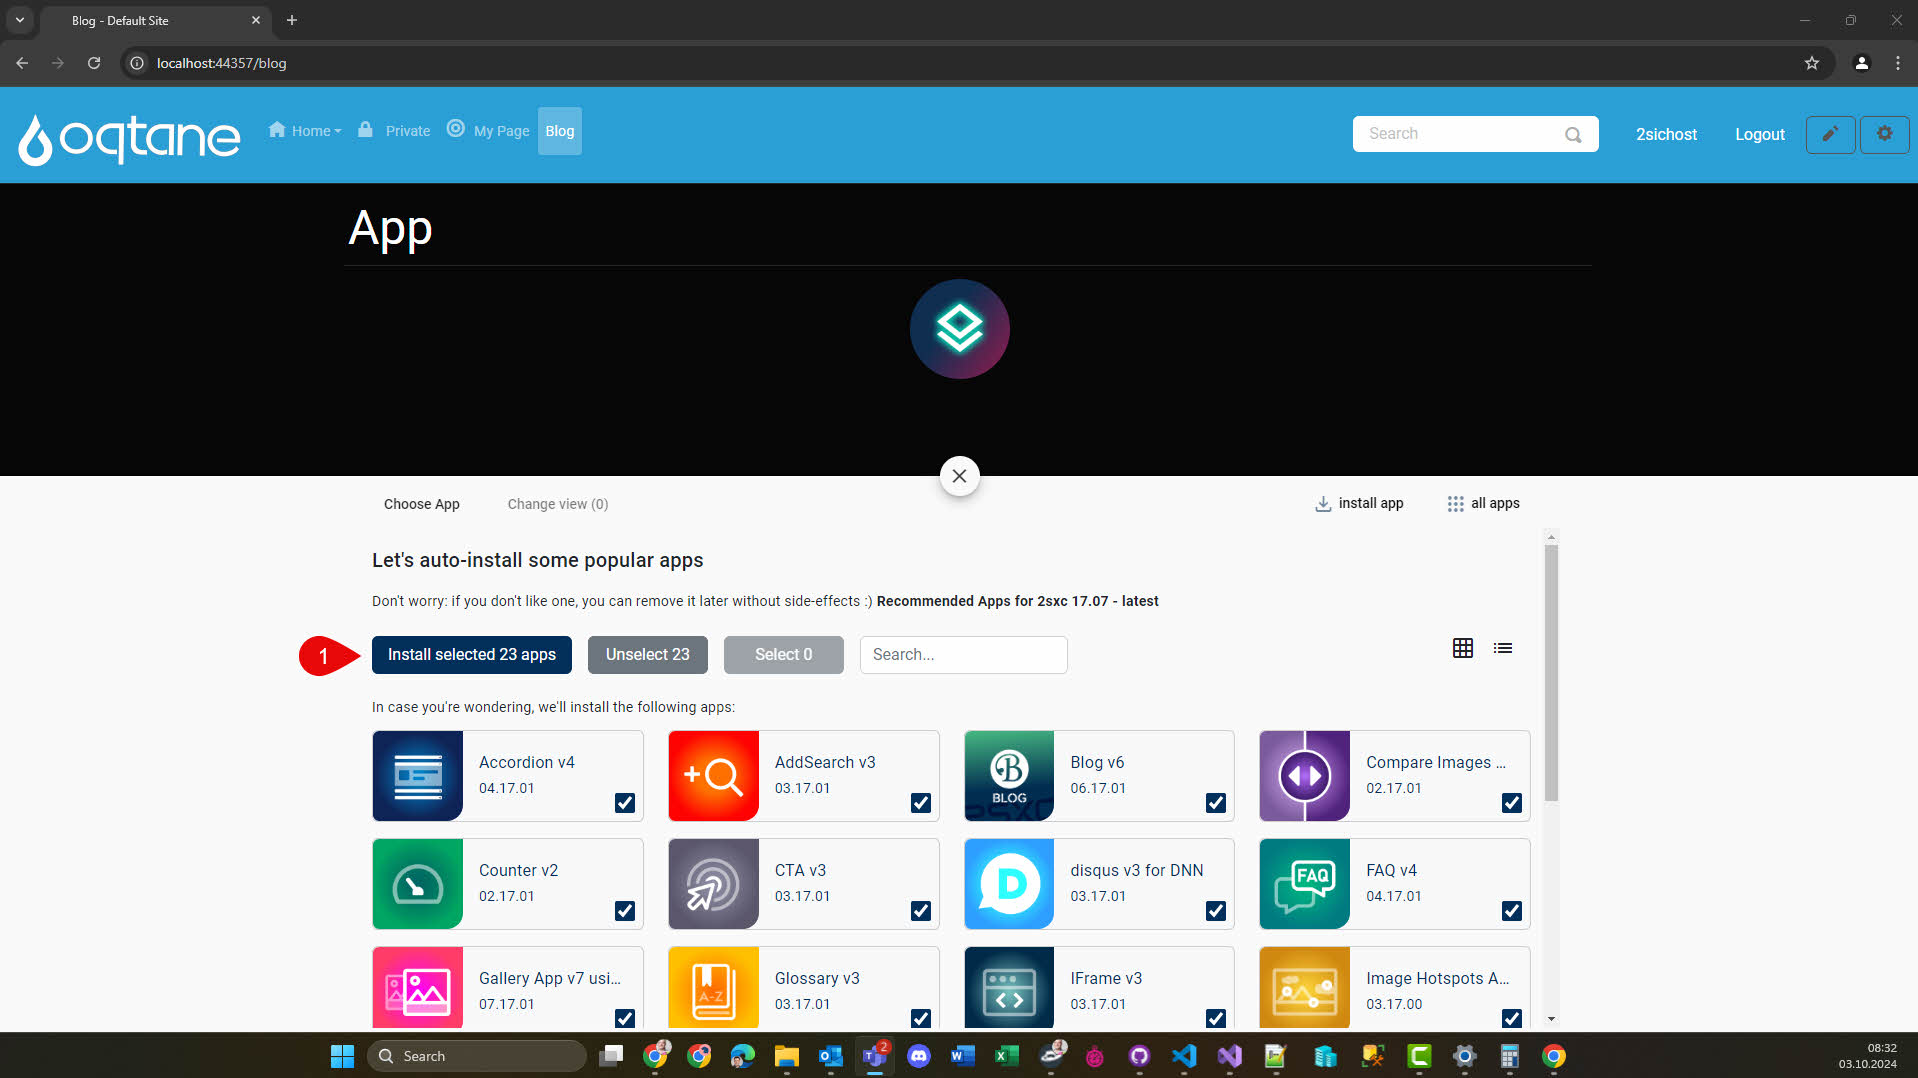 Blog - Default Site
localhost:44357/blog
oqtane
Home
Private
My Page
Blog
Search
2sichost
Logout
App
Choose App
Change view (0)
install app
all apps
Let's auto-install some popular apps
Don't worry: if you don't like one, you can remove it later without side-effects :) Recommended Apps for 2sxc 17.07 - latest
1
Install selected 23 apps
Unselect 23
Select 0
Search...
In case you're wondering, we'll install the following apps:
Accordion v4
04.17.01
AddSearch v3
03.17.01
B
BLOG
Blog v6
06.17.01
Compare Images ...
02.17.01
Counter v2
02.17.01
CTA v3
03.17.01
D
disqus v3 for DNN
03.17.01
FAQ
FAQ v4
04.17.01
Gallery App v7 usi...
07.17.01
A-Z
Glossary v3
03.17.01
IFrame v3
03.17.01
Image Hotspots A...
03.17.00
Search
2
08:32
03.10.2024